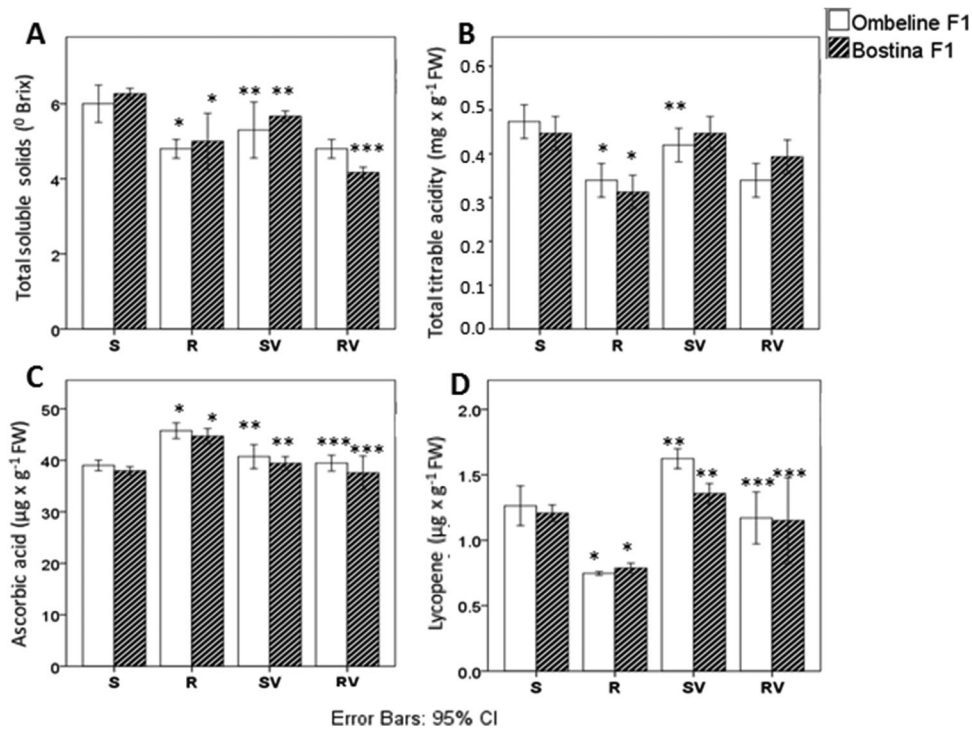 Ombeline F1
Bostina F1
A
Total soluble solids (⁰ Brix)
6
4
2
0
* * ** ** ***
S R SV RV
B
Total titrable acidity (mg x g⁻¹ FW)
0.6
0.5
0.4
0.3
0.2
0.1
0.0
* * **
S R SV RV
C
Ascorbic acid (µg x g⁻¹ FW)
50
40
30
20
10
0
* * ** ** *** ***
S R SV RV
D
Lycopene (µg x g⁻¹ FW)
2.0
1.5
1.0
0.5
0.0
* * ** ** *** ***
S R SV RV
Error Bars: 95% CI